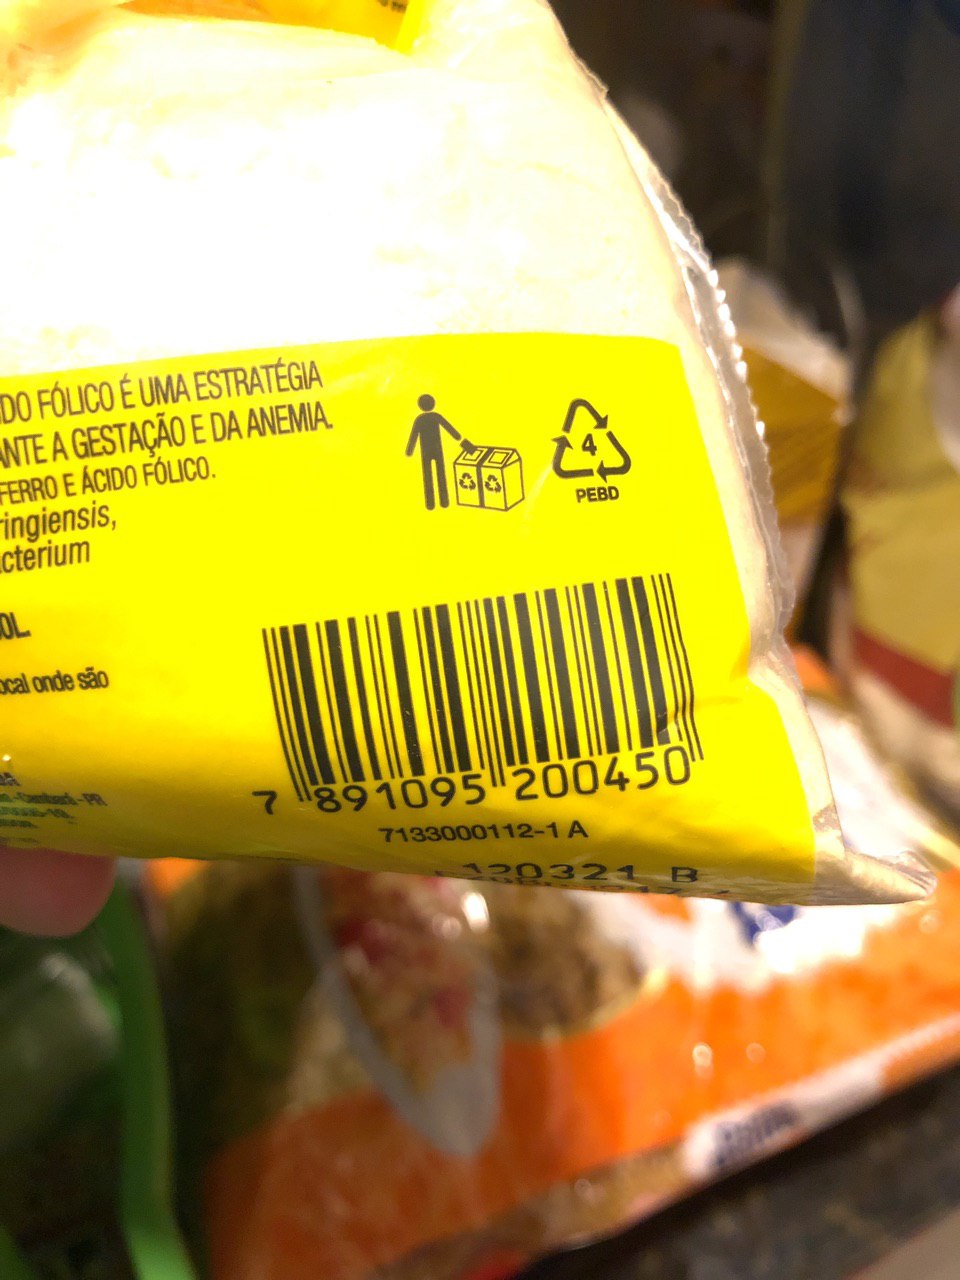 DO FÓLICO É UMA ESTRATÉGIA
ANTE A GESTAÇÃO E DA ANEMIA.
FERRO E ÁCIDO FÓLICO.
ringiensis,
cterium
OL.
ocal onde são
4
PEBD
7 891095 200450
7133000112-1 A
120321 B